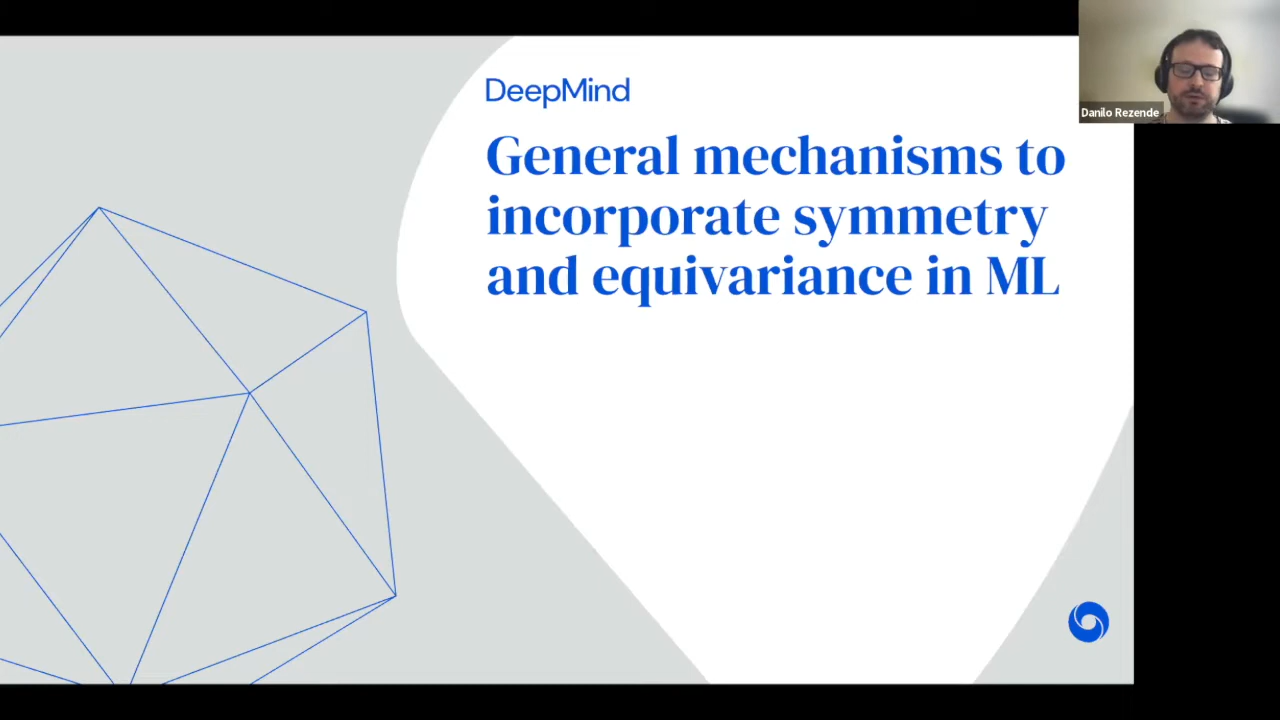 DeepMind
General mechanisms to
incorporate symmetry
and equivariance in ML
Danilo Rezende